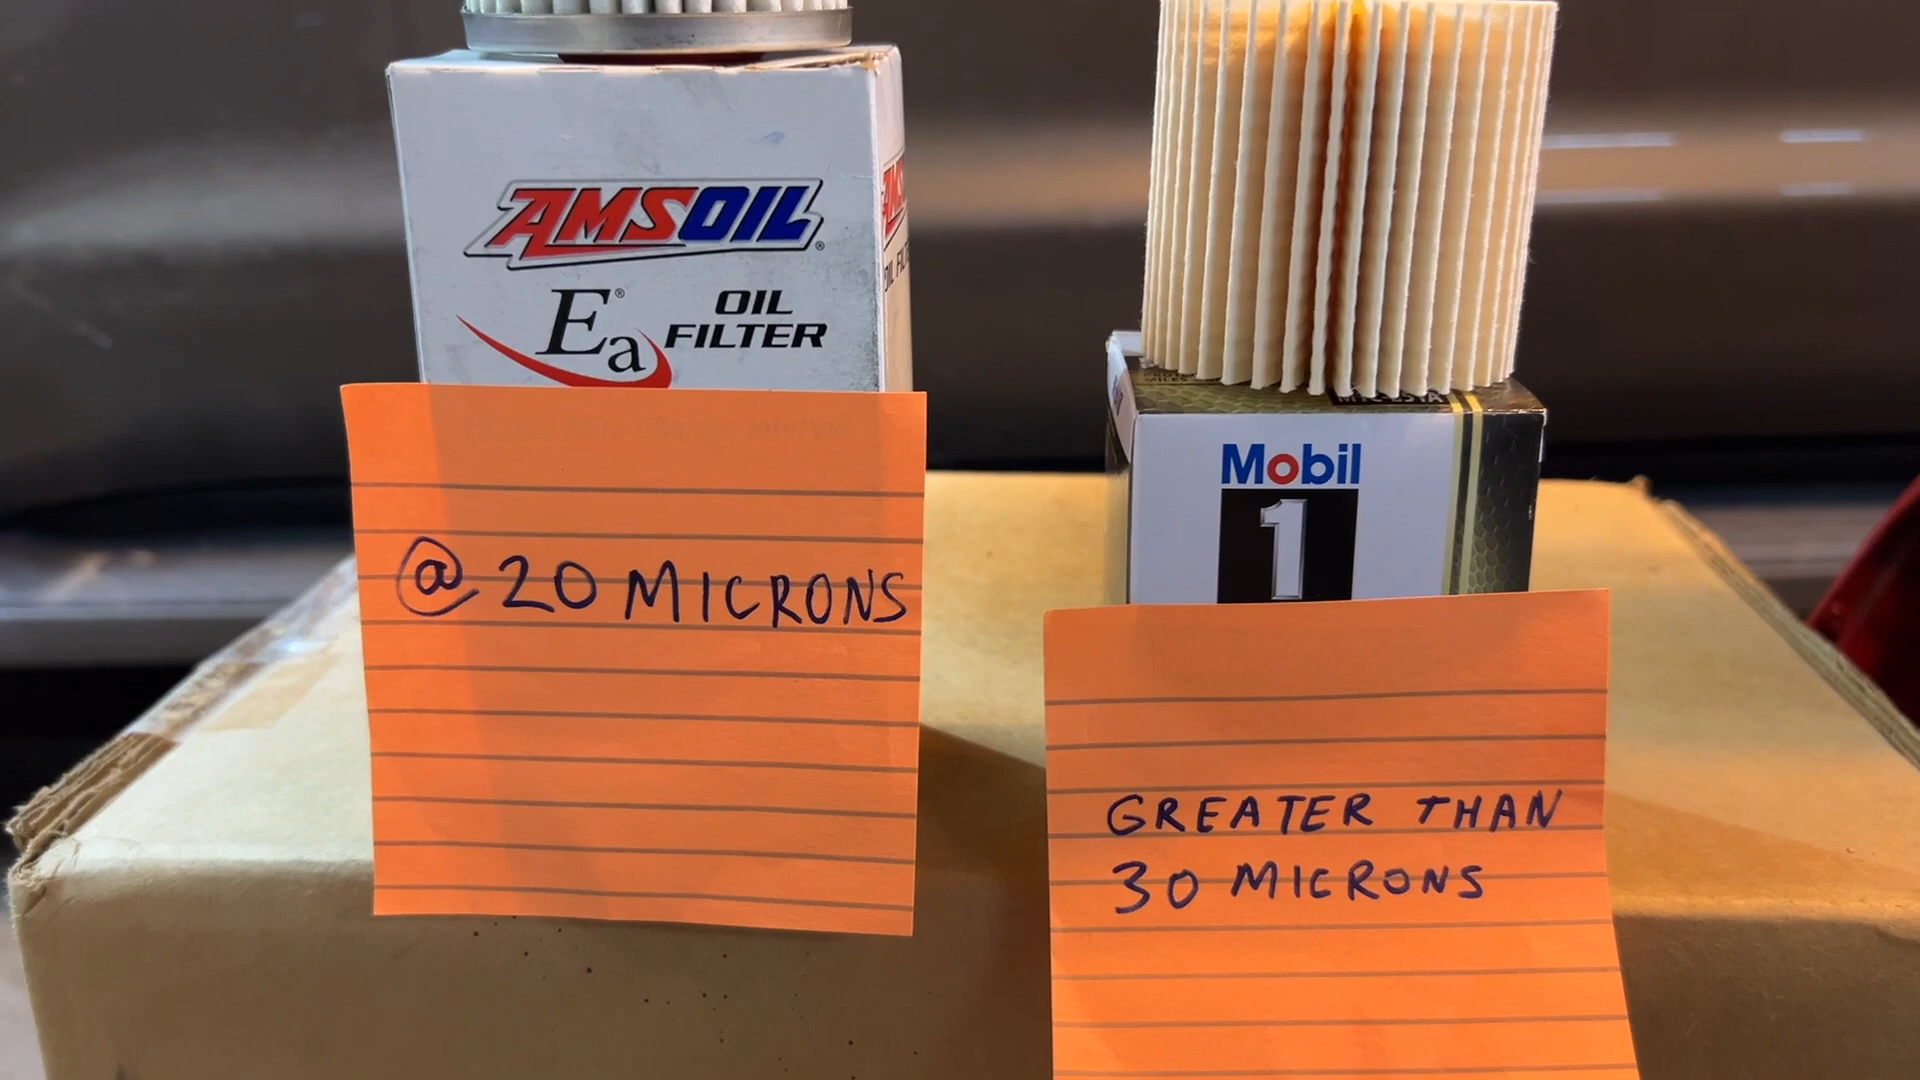 AMSOIL
Ea OIL FILTER
@ 20 MICRONS
Mobil
1
GREATER THAN
30 MICRONS